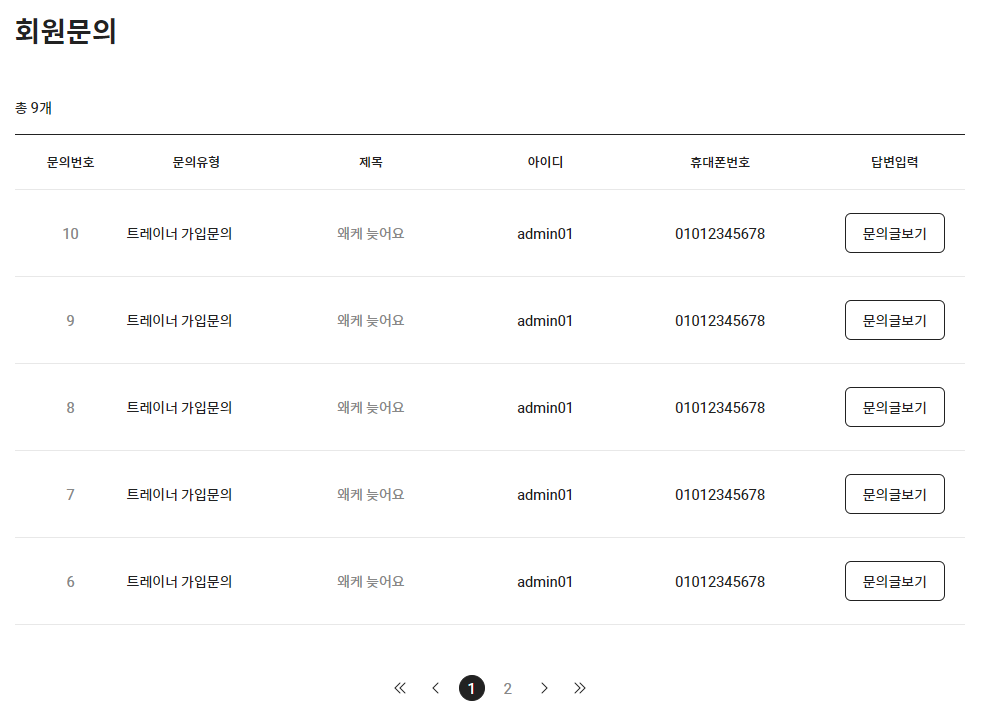 회원문의
총 9개
문의번호 문의유형 제목 아이디 휴대폰번호 답변입력
10 트레이너 가입문의 왜케 늦어요 admin01 01012345678 문의글보기
9 트레이너 가입문의 왜케 늦어요 admin01 01012345678 문의글보기
8 트레이너 가입문의 왜케 늦어요 admin01 01012345678 문의글보기
7 트레이너 가입문의 왜케 늦어요 admin01 01012345678 문의글보기
6 트레이너 가입문의 왜케 늦어요 admin01 01012345678 문의글보기
1 2